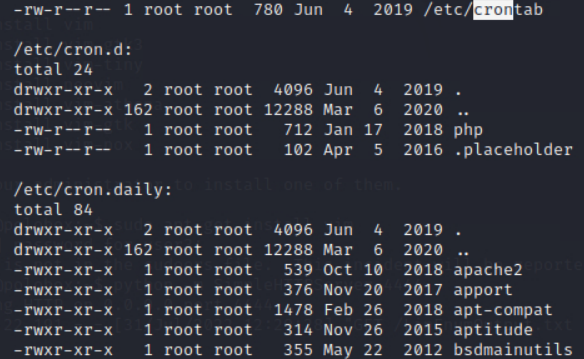 -rw-r--r-- 1 root root 780 Jun 4 2019 /etc/crontab
/etc/cron.d:
total 24
drwxr-xr-x 2 root root 4096 Jun 4 2019 .
drwxr-xr-x 162 root root 12288 Mar 6 2020 ..
-rw-r--r-- 1 root root 712 Jan 17 2018 php
-rw-r--r-- 1 root root 102 Apr 5 2016 .placeholder
/etc/cron.daily:
total 84
drwxr-xr-x 2 root root 4096 Jun 4 2019 .
drwxr-xr-x 162 root root 12288 Mar 6 2020 ..
-rwxr-xr-x 1 root root 539 Oct 10 2018 apache2
-rwxr-xr-x 1 root root 376 Nov 20 2017 apport
-rwxr-xr-x 1 root root 1478 Feb 26 2018 apt-compat
-rwxr-xr-x 1 root root 314 Nov 26 2015 aptitude
-rwxr-xr-x 1 root root 355 May 22 2012 bsdmainutils